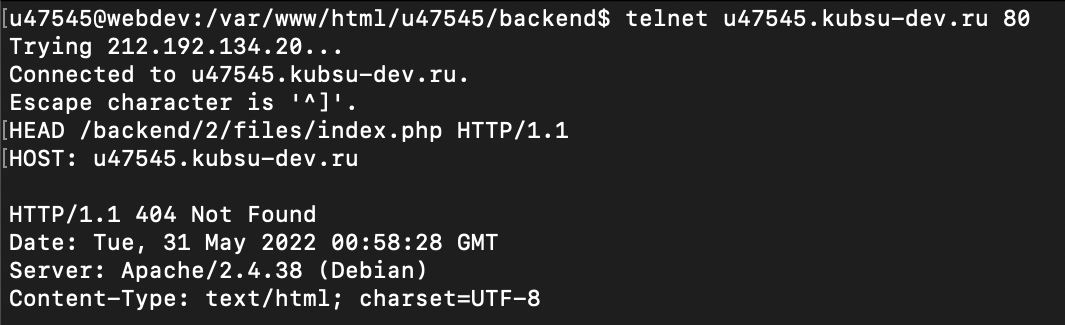 [u47545@webdev:/var/www/html/u47545/backend$ telnet u47545.kubsu-dev.ru 80
Trying 212.192.134.20...
Connected to u47545.kubsu-dev.ru.
Escape character is '^]'.
[HEAD /backend/2/files/index.php HTTP/1.1
[HOST: u47545.kubsu-dev.ru
HTTP/1.1 404 Not Found
Date: Tue, 31 May 2022 00:58:28 GMT
Server: Apache/2.4.38 (Debian)
Content-Type: text/html; charset=UTF-8